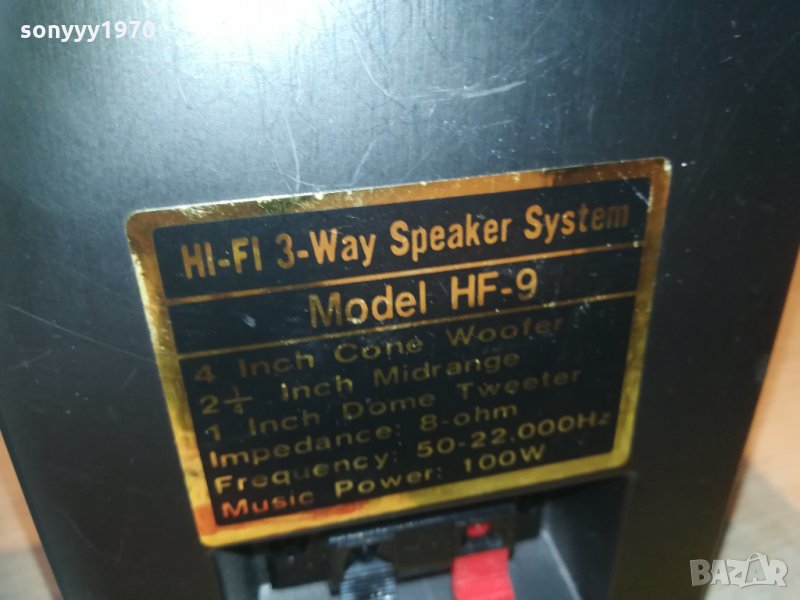 sonyyy1970
HI-FI 3-Way Speaker System
Model HF-9
4 Inch Cone Woofer
2¼ Inch Midrange
1 Inch Dome Tweeter
Impedance: 8-ohm
Frequency: 50-22.000Hz
Music Power: 100W
BAZAR